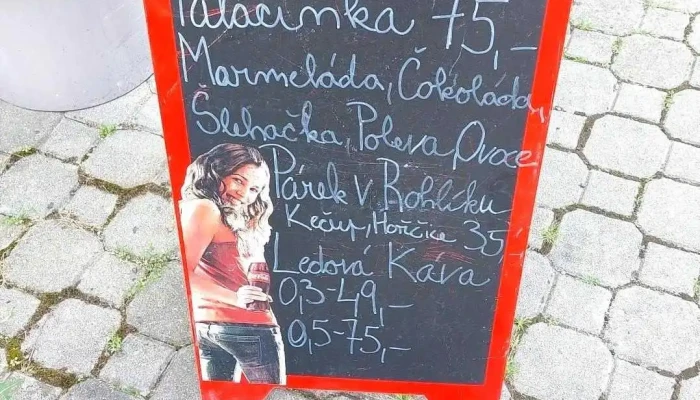 Palacinka 75,-
Marmeláda, Čokoláda,
Šlehačka, Poleva, Ovoce
Párek v Rohlíku
Kečup, Hořčice 35,
Ledová Káva
0,3-49,-
0,5-75,-